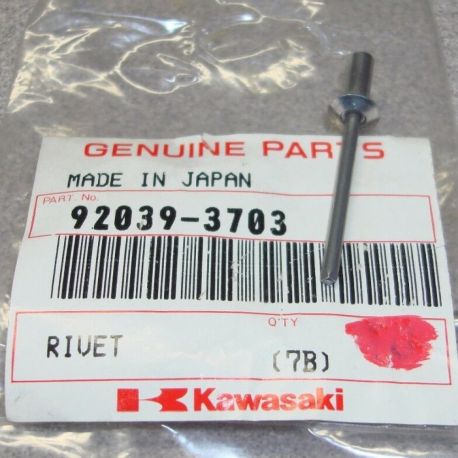 GENUINE PARTS
MADE IN JAPAN
PART. No.
92039-3703
Q'TY
RIVET (7B)
Kawasaki